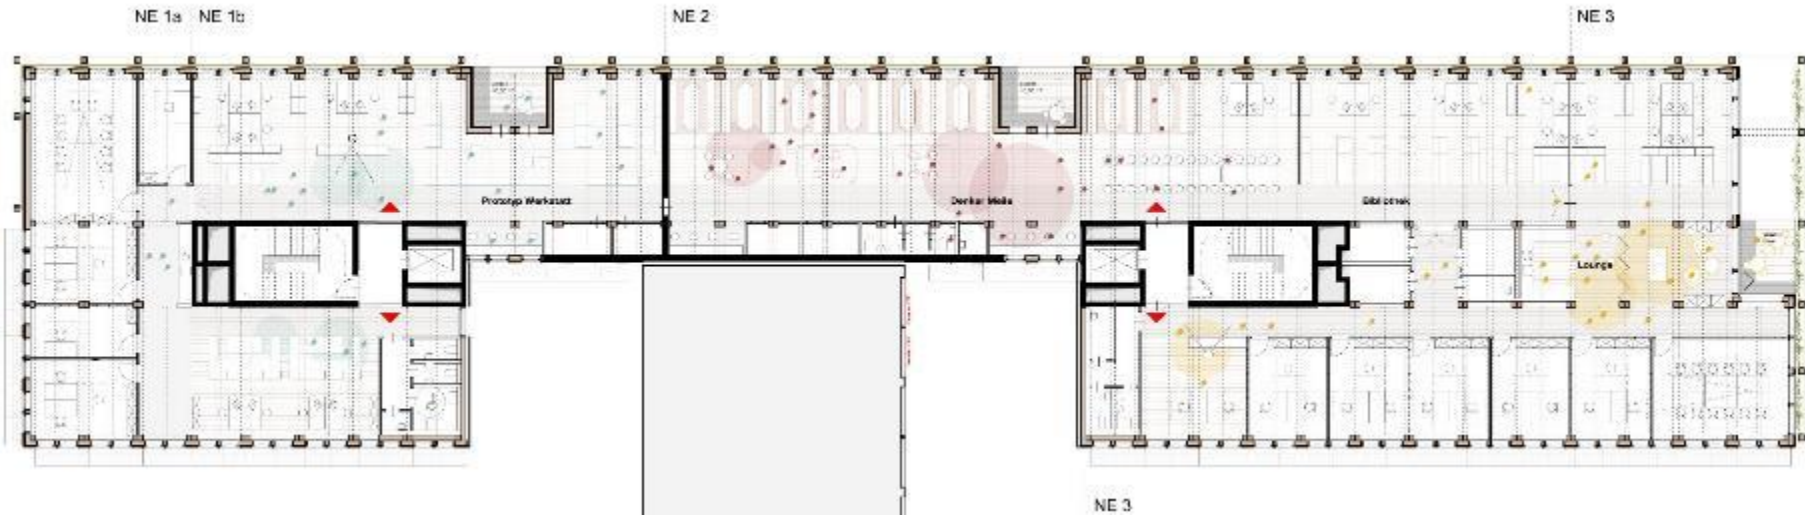 NE 1a NE 1b
NE 2
NE 3
Prototyp Werkstatt
Denker Meile
Bibliothek
Lounge
NE 3